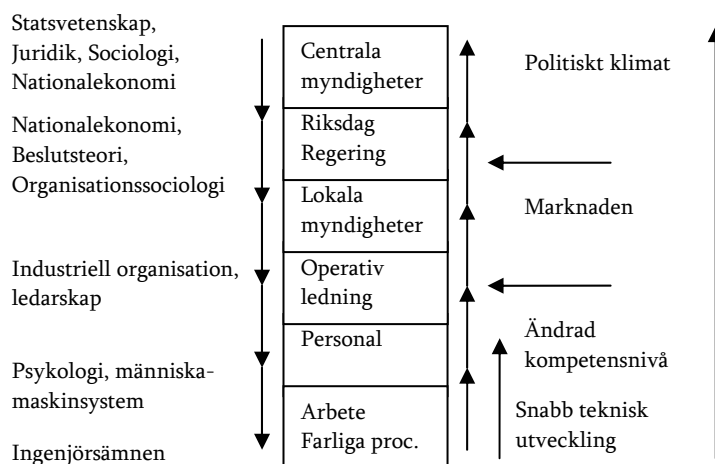 Statsvetenskap,
Juridik, Sociologi,
Nationalekonomi
Nationalekonomi,
Beslutsteori,
Organisationssociologi
Industriell organisation,
ledarskap
Psykologi, människa-
maskinsystem
Ingenjörsämnen
Centrala
myndigheter
Riksdag
Regering
Lokala
myndigheter
Operativ
ledning
Personal
Arbete
Farliga proc.
Politiskt klimat
Marknaden
Ändrad
kompetensnivå
Snabb teknisk
utveckling